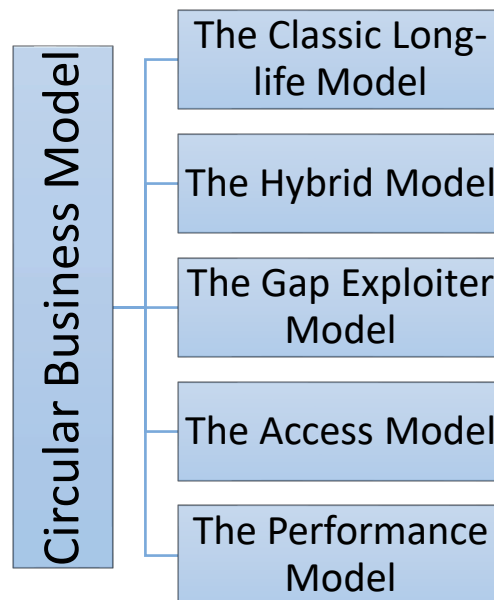 Circular Business Model
The Classic Long-
life Model
The Hybrid Model
The Gap Exploiter
Model
The Access Model
The Performance
Model